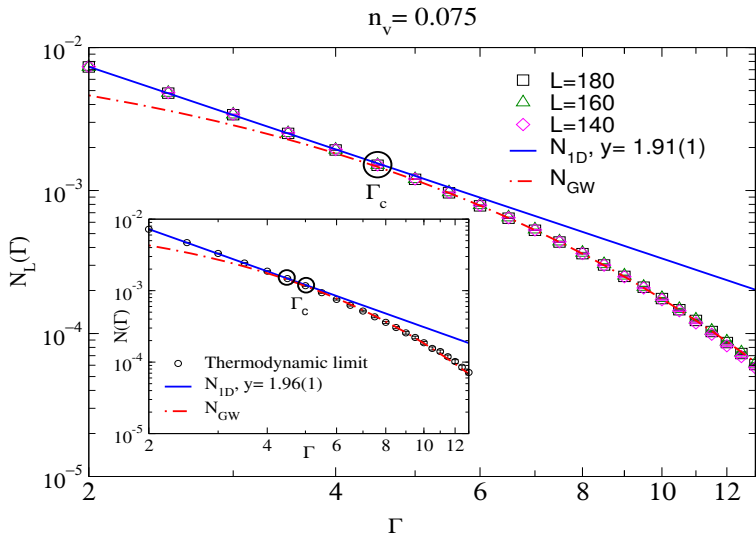 n_v = 0.075
10^-2
10^-3
10^-4
10^-5
N_L(Γ)
2
4
6
8
10
12
Γ
L=180
L=160
L=140
N_1D, y= 1.91(1)
N_GW
Γ_c
10^-2
10^-3
10^-4
10^-5
N(Γ)
2
4
6
8
10
12
Γ
Γ_c
Thermodynamic limit
N_1D, y= 1.96(1)
N_GW